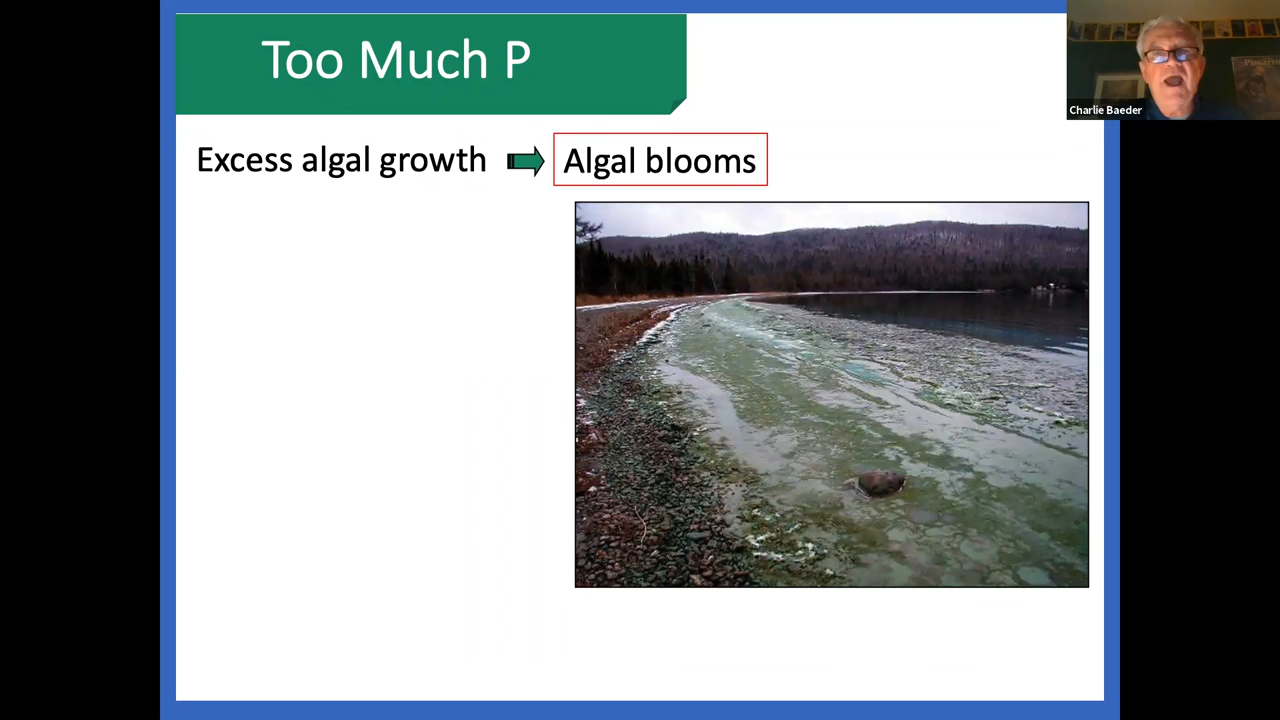 Too Much P
Excess algal growth
Algal blooms
Charlie Baeder